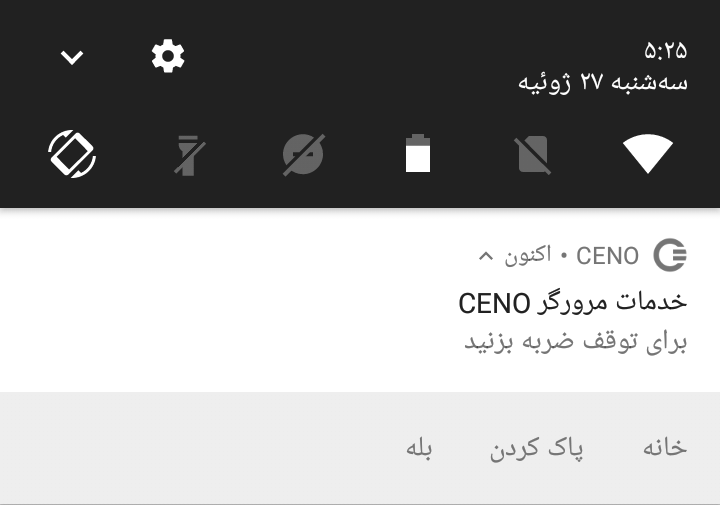 ۵:۲۵
سه‌شنبه ۲۷ ژوئیه
CENO • اکنون
خدمات مرورگر CENO
برای توقف ضربه بزنید
خانه پاک کردن بله